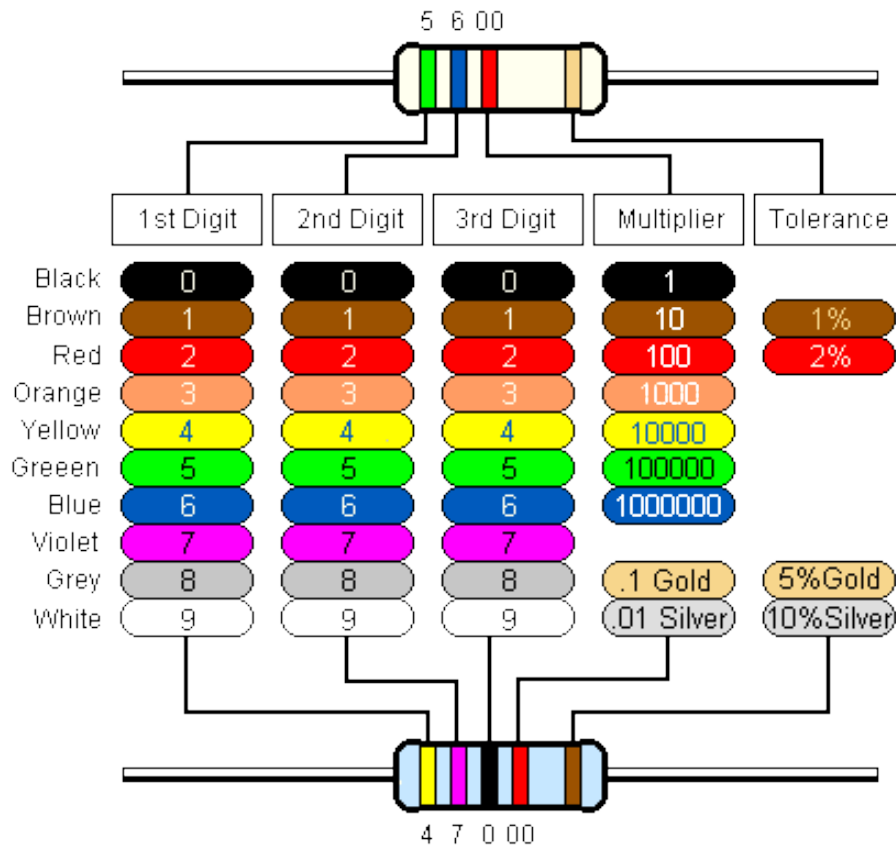 5 6 00
1st Digit 2nd Digit 3rd Digit Multiplier Tolerance
Black 0 0 0 1
Brown 1 1 1 10 1%
Red 2 2 2 100 2%
Orange 3 3 3 1000
Yellow 4 4 4 10000
Greeen 5 5 5 100000
Blue 6 6 6 1000000
Violet 7 7 7
Grey 8 8 8 .1 Gold 5%Gold
White 9 9 9 .01 Silver 10%Silver
4 7 0 00